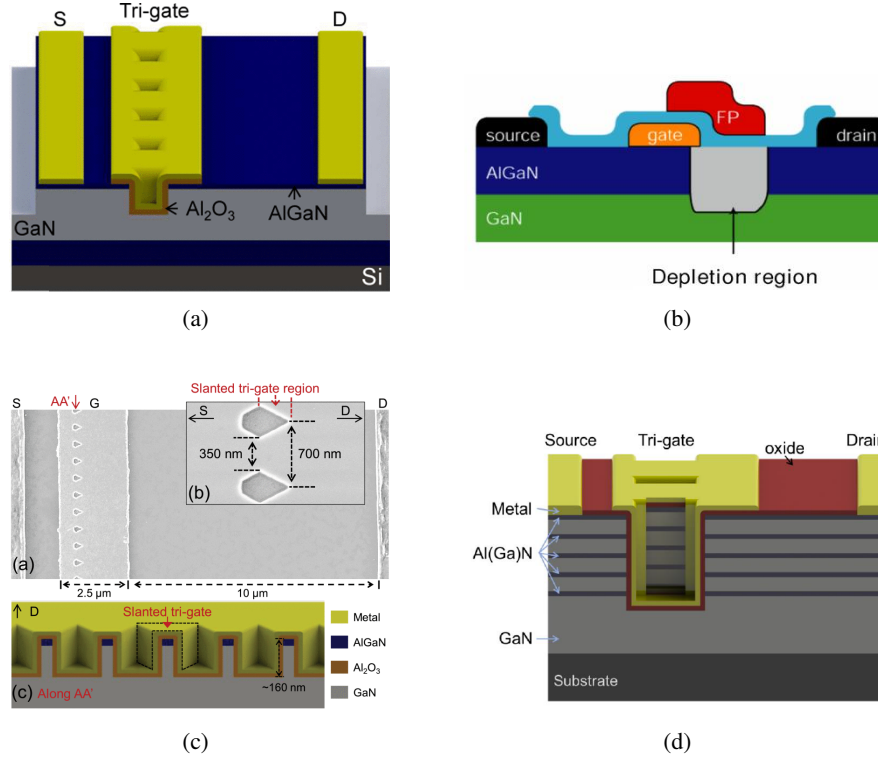 S
Tri-gate
D
Al₂O₃
AlGaN
GaN
Si
(a)
source
gate
FP
drain
AlGaN
GaN
Depletion region
(b)
S
AA'
G
Slanted tri-gate region
D
S
D
350 nm
700 nm
(b)
(a)
2.5 µm
10 µm
D
Slanted tri-gate
Metal
AlGaN
Al₂O₃
GaN
~160 nm
(c)
Along AA'
(c)
Source
Tri-gate
oxide
Drain
Metal
Al(Ga)N
GaN
Substrate
(d)